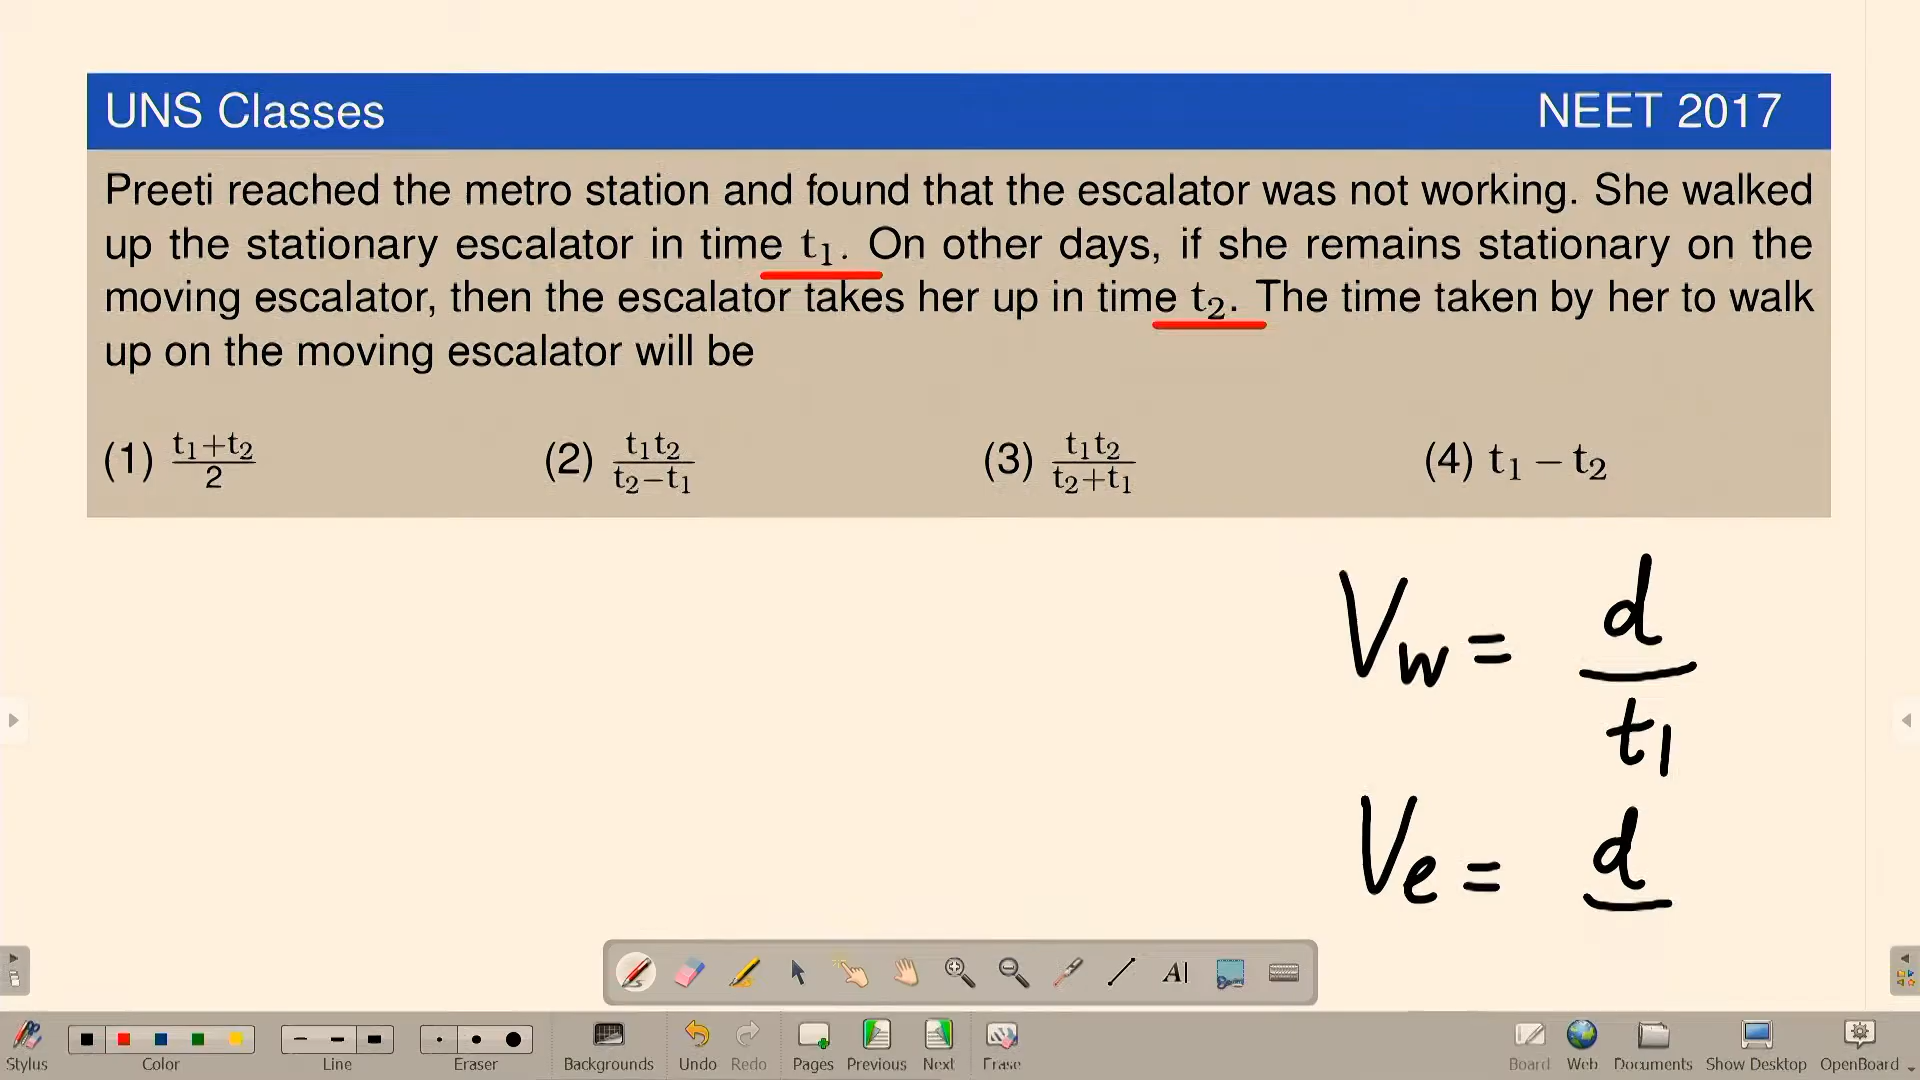 UNS Classes NEET 2017
Preeti reached the metro station and found that the escalator was not working. She walked
up the stationary escalator in time t₁. On other days, if she remains stationary on the
moving escalator, then the escalator takes her up in time t₂. The time taken by her to walk
up on the moving escalator will be
(1) (t₁+t₂)/2 (2) t₁t₂/(t₂−t₁) (3) t₁t₂/(t₂+t₁) (4) t₁ − t₂
Vw = d/t₁
Ve = d/
AI
Stylus Color Line Eraser Backgrounds Undo Redo Pages Previous Next Erase Board Web Documents Show Desktop OpenBoard